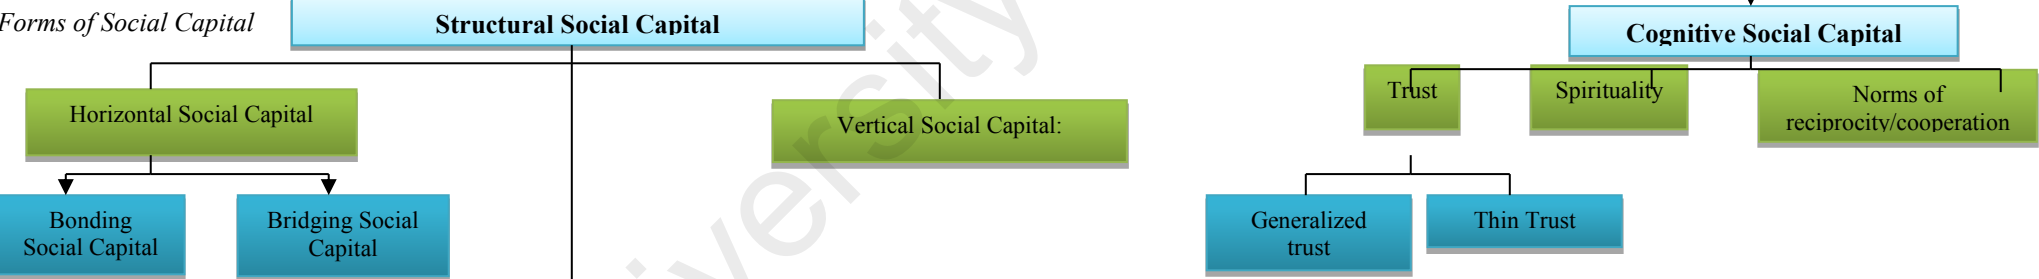 Forms of Social Capital
Structural Social Capital
Cognitive Social Capital
Horizontal Social Capital
Vertical Social Capital:
Trust
Spirituality
Norms of
reciprocity/cooperation
Bonding
Social Capital
Bridging Social
Capital
Generalized
trust
Thin Trust
versity